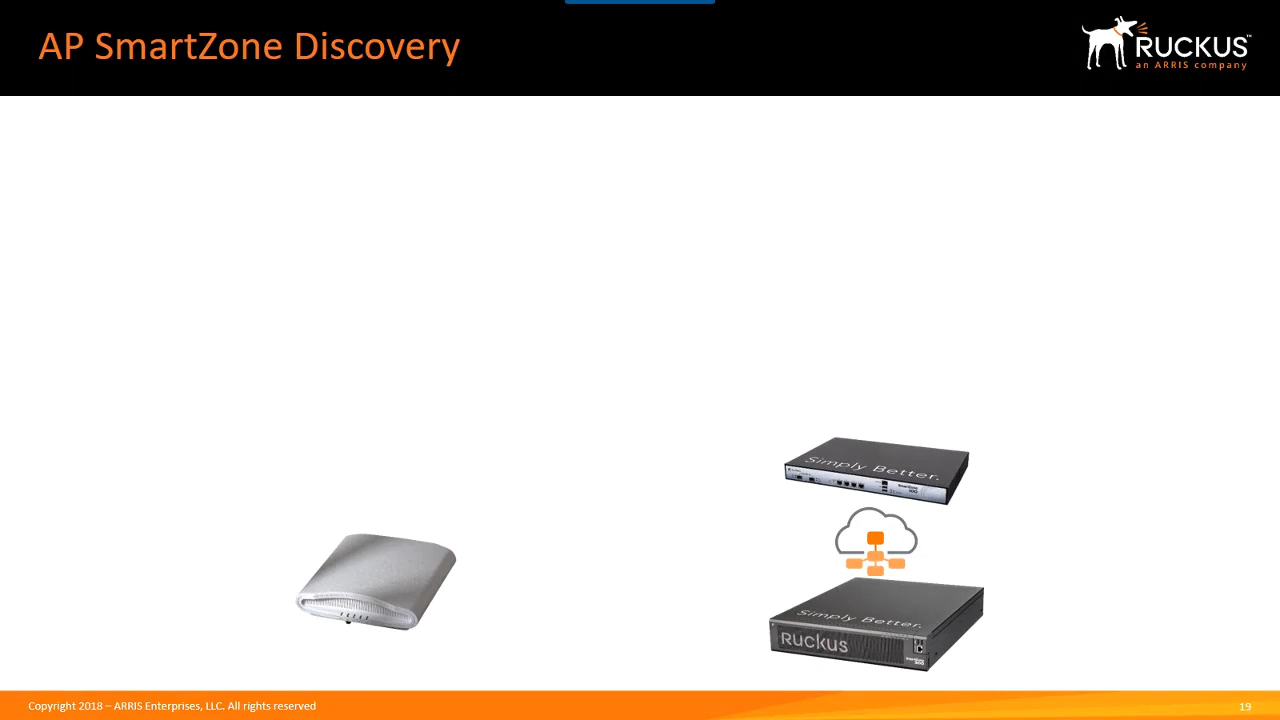 AP SmartZone Discovery
RUCKUS™
an ARRIS company
Simply Better.
Simply Better.
RUCKUS
Copyright 2018 – ARRIS Enterprises, LLC. All rights reserved
19